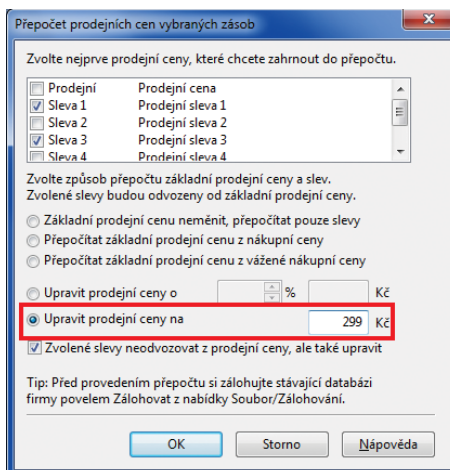 Přepočet prodejních cen vybraných zásob
Zvolte nejprve prodejní ceny, které chcete zahrnout do přepočtu.
Prodejní Prodejní cena
Sleva 1 Prodejní sleva 1
Sleva 2 Prodejní sleva 2
Sleva 3 Prodejní sleva 3
Sleva 4 Prodejní sleva 4
Zvolte způsob přepočtu základní prodejní ceny a slev.
Zvolené slevy budou odvozeny od základní prodejní ceny.
Základní prodejní cenu neměnit, přepočítat pouze slevy
Přepočítat základní prodejní cenu z nákupní ceny
Přepočítat základní prodejní cenu z vážené nákupní ceny
Upravit prodejní ceny o % Kč
Upravit prodejní ceny na 299 Kč
Zvolené slevy neodvozovat z prodejní ceny, ale také upravit
Tip: Před provedením přepočtu si zálohujte stávající databázi
firmy povelem Zálohovat z nabídky Soubor/Zálohování.
OK Storno Nápověda